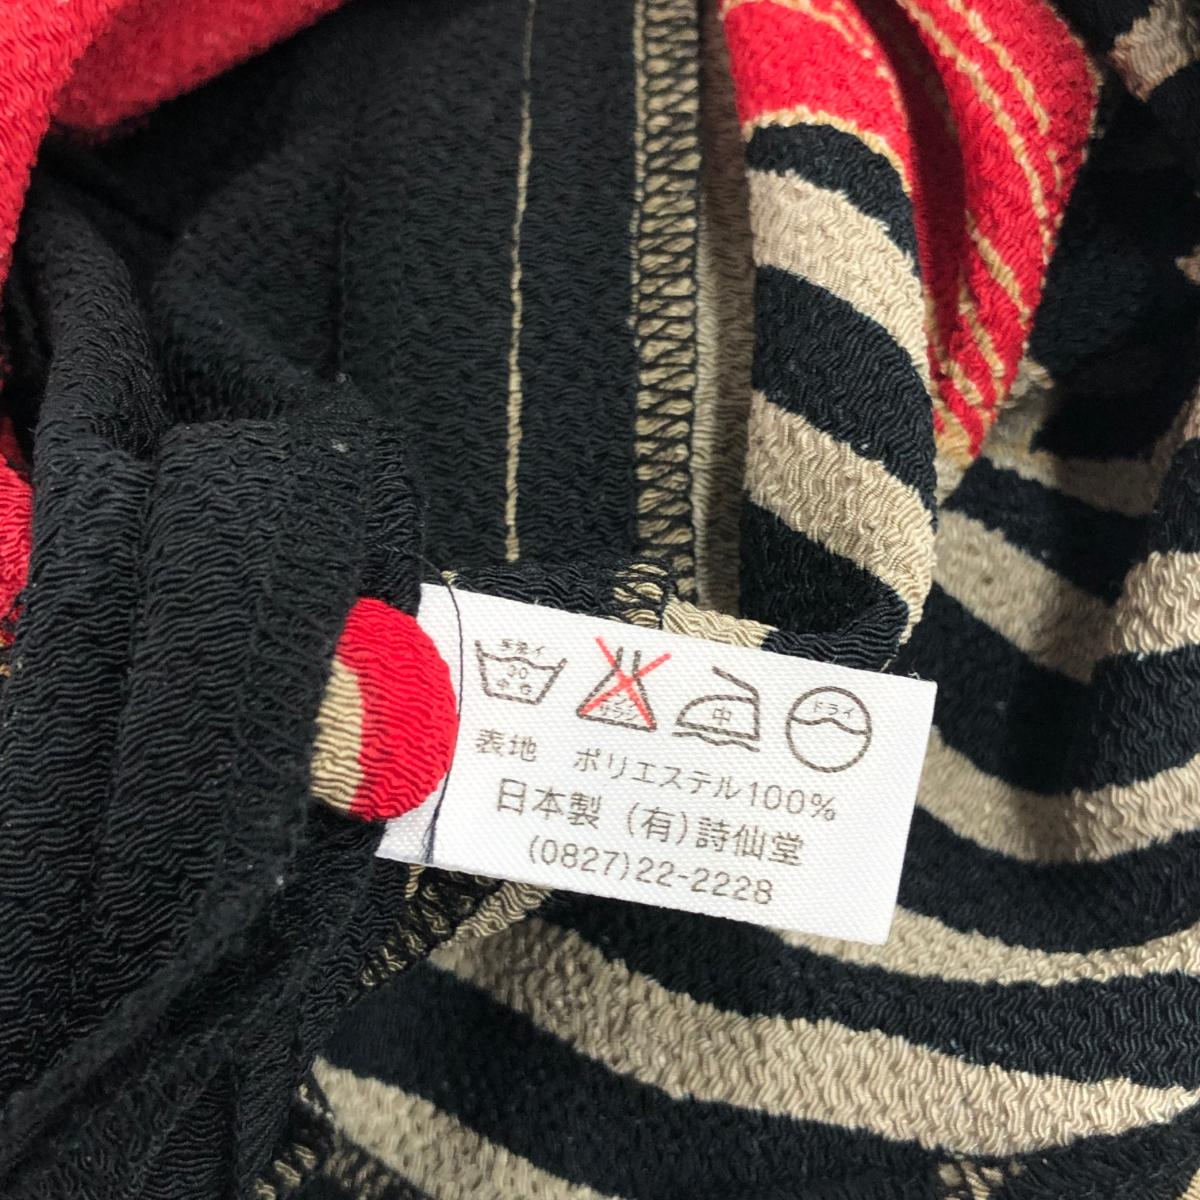 手洗イ 30 中 ドライ
表地 ポリエステル100%
日本製 (有)詩仙堂
(0827)22-2228